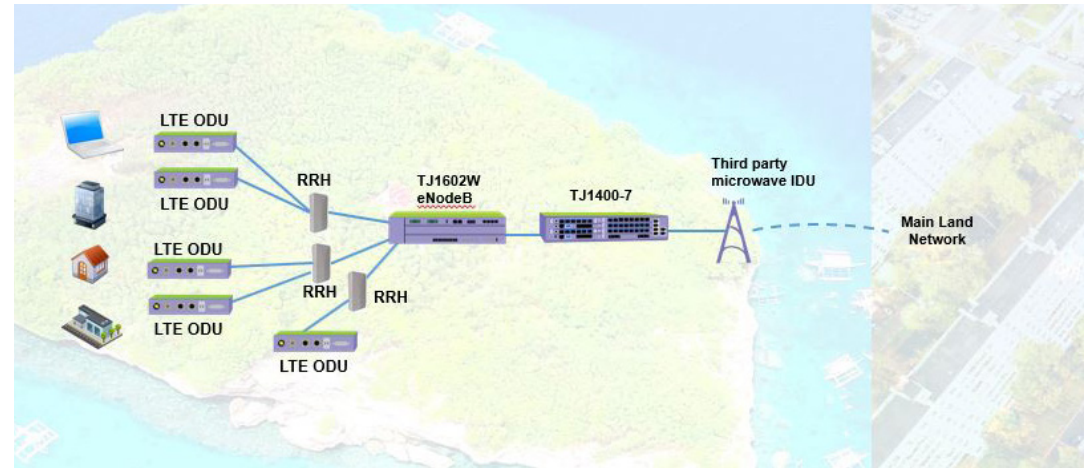 LTE ODU
LTE ODU
RRH
TJ1602W
eNodeB
TJ1400-7
Third party
microwave IDU
Main Land
Network
LTE ODU
RRH
RRH
LTE ODU
LTE ODU